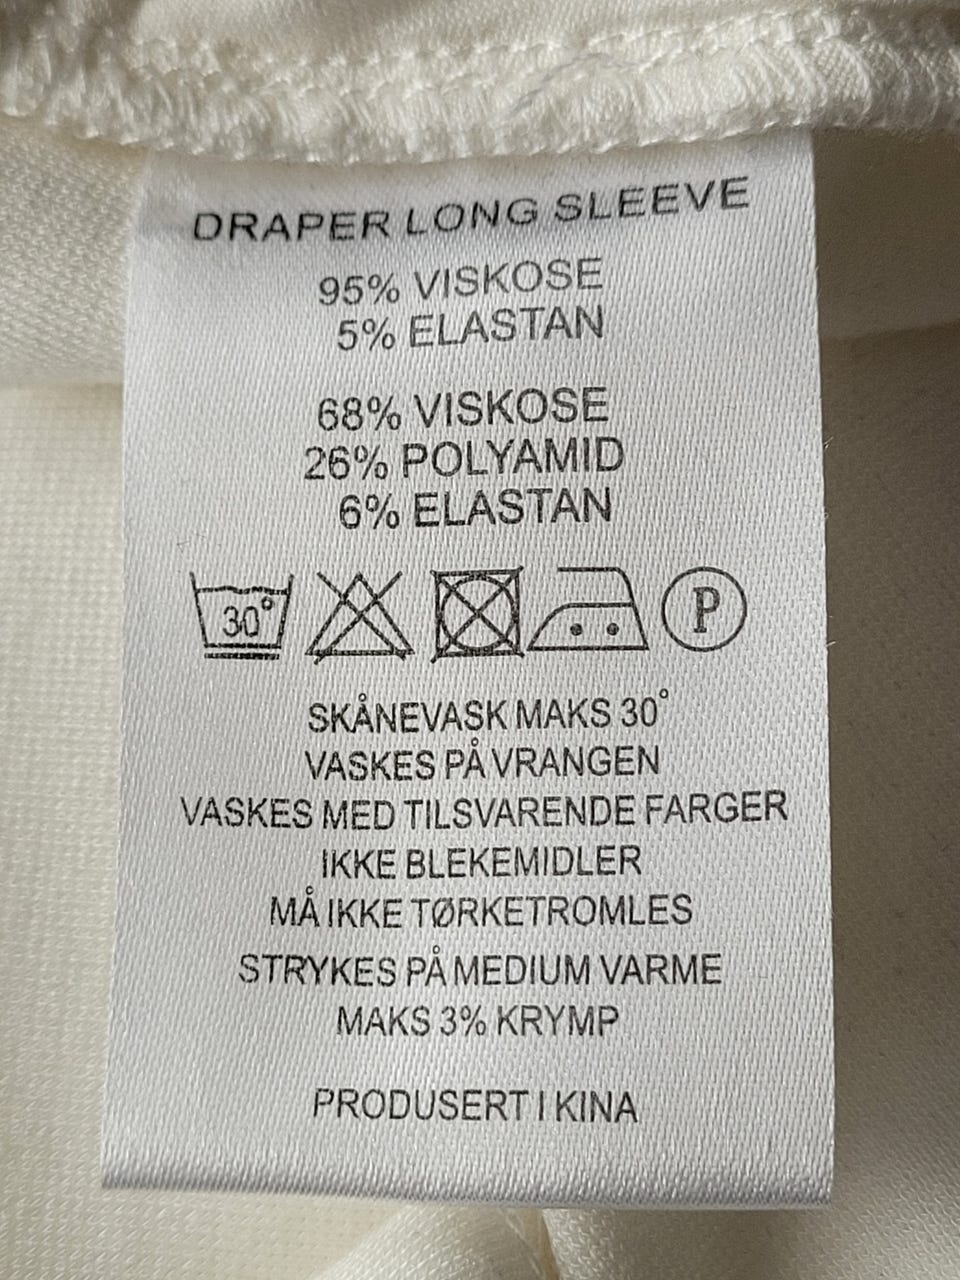 DRAPER LONG SLEEVE
95% VISKOSE
5% ELASTAN
68% VISKOSE
26% POLYAMID
6% ELASTAN
30° P
SKÅNEVASK MAKS 30°
VASKES PÅ VRANGEN
VASKES MED TILSVARENDE FARGER
IKKE BLEKEMIDLER
MÅ IKKE TØRKETROMLES
STRYKES PÅ MEDIUM VARME
MAKS 3% KRYMP
PRODUSERT I KINA